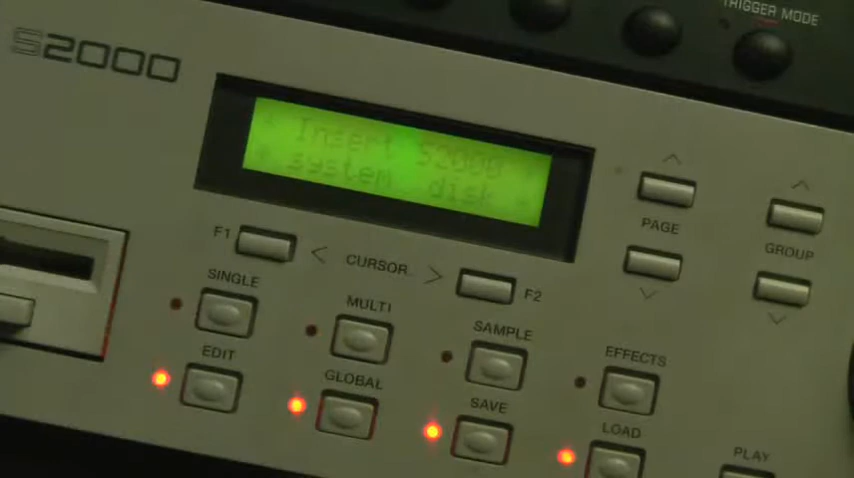 TRIGGER MODE
S2000
* Insert S2000 *
* system disk *
PAGE
GROUP
F1
< CURSOR >
F2
SINGLE
MULTI
SAMPLE
EFFECTS
EDIT
GLOBAL
SAVE
LOAD
PLAY